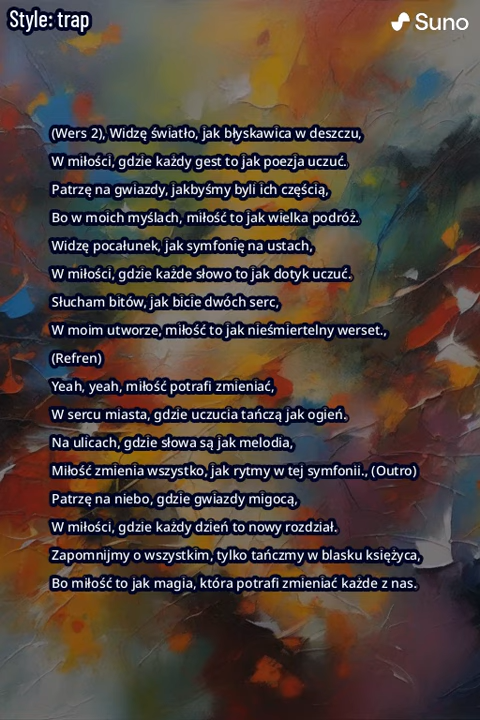 Style: trap
Suno
(Wers 2), Widzę światło, jak błyskawica w deszczu,
W miłości, gdzie każdy gest to jak poezja uczuć.
Patrzę na gwiazdy, jakbyśmy byli ich częścią,
Bo w moich myślach, miłość to jak wielka podróż.
Widzę pocałunek, jak symfonię na ustach,
W miłości, gdzie każde słowo to jak dotyk uczuć.
Słucham bitów, jak bicie dwóch serc,
W moim utworze, miłość to jak nieśmiertelny werset.,
(Refren)
Yeah, yeah, miłość potrafi zmieniać,
W sercu miasta, gdzie uczucia tańczą jak ogień.
Na ulicach, gdzie słowa są jak melodia,
Miłość zmienia wszystko, jak rytmy w tej symfonii., (Outro)
Patrzę na niebo, gdzie gwiazdy migocą,
W miłości, gdzie każdy dzień to nowy rozdział.
Zapomnijmy o wszystkim, tylko tańczmy w blasku księżyca,
Bo miłość to jak magia, która potrafi zmieniać każde z nas.